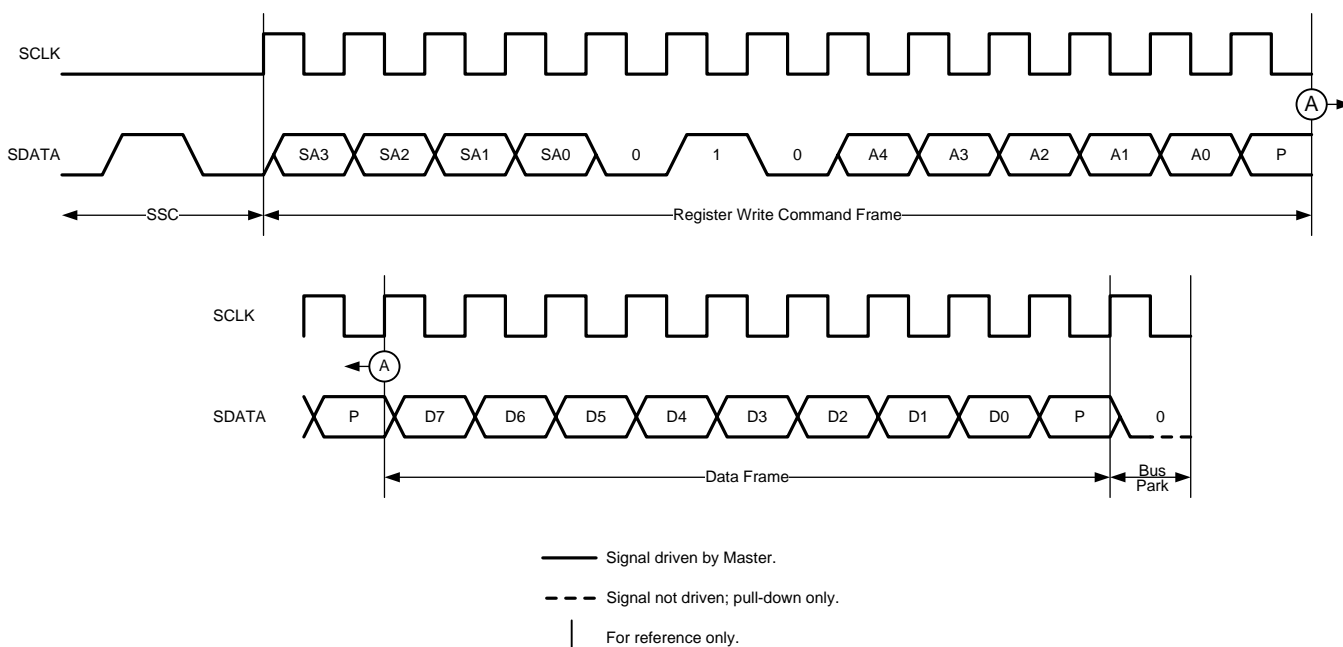 SCLK
A
SDATA SA3 SA2 SA1 SA0 0 1 0 A4 A3 A2 A1 A0 P
SSC Register Write Command Frame
SCLK
A
SDATA P D7 D6 D5 D4 D3 D2 D1 D0 P 0
Data Frame Bus
Park
Signal driven by Master.
Signal not driven; pull-down only.
For reference only.